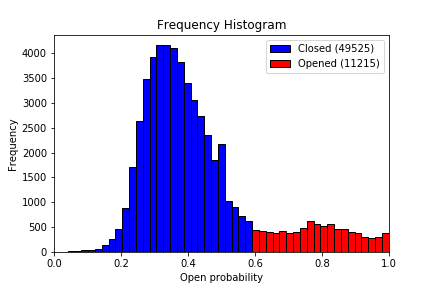 Frequency Histogram
Closed (49525)
Opened (11215)
Frequency
4000
3500
3000
2500
2000
1500
1000
500
0
0.0 0.2 0.4 0.6 0.8 1.0
Open probability